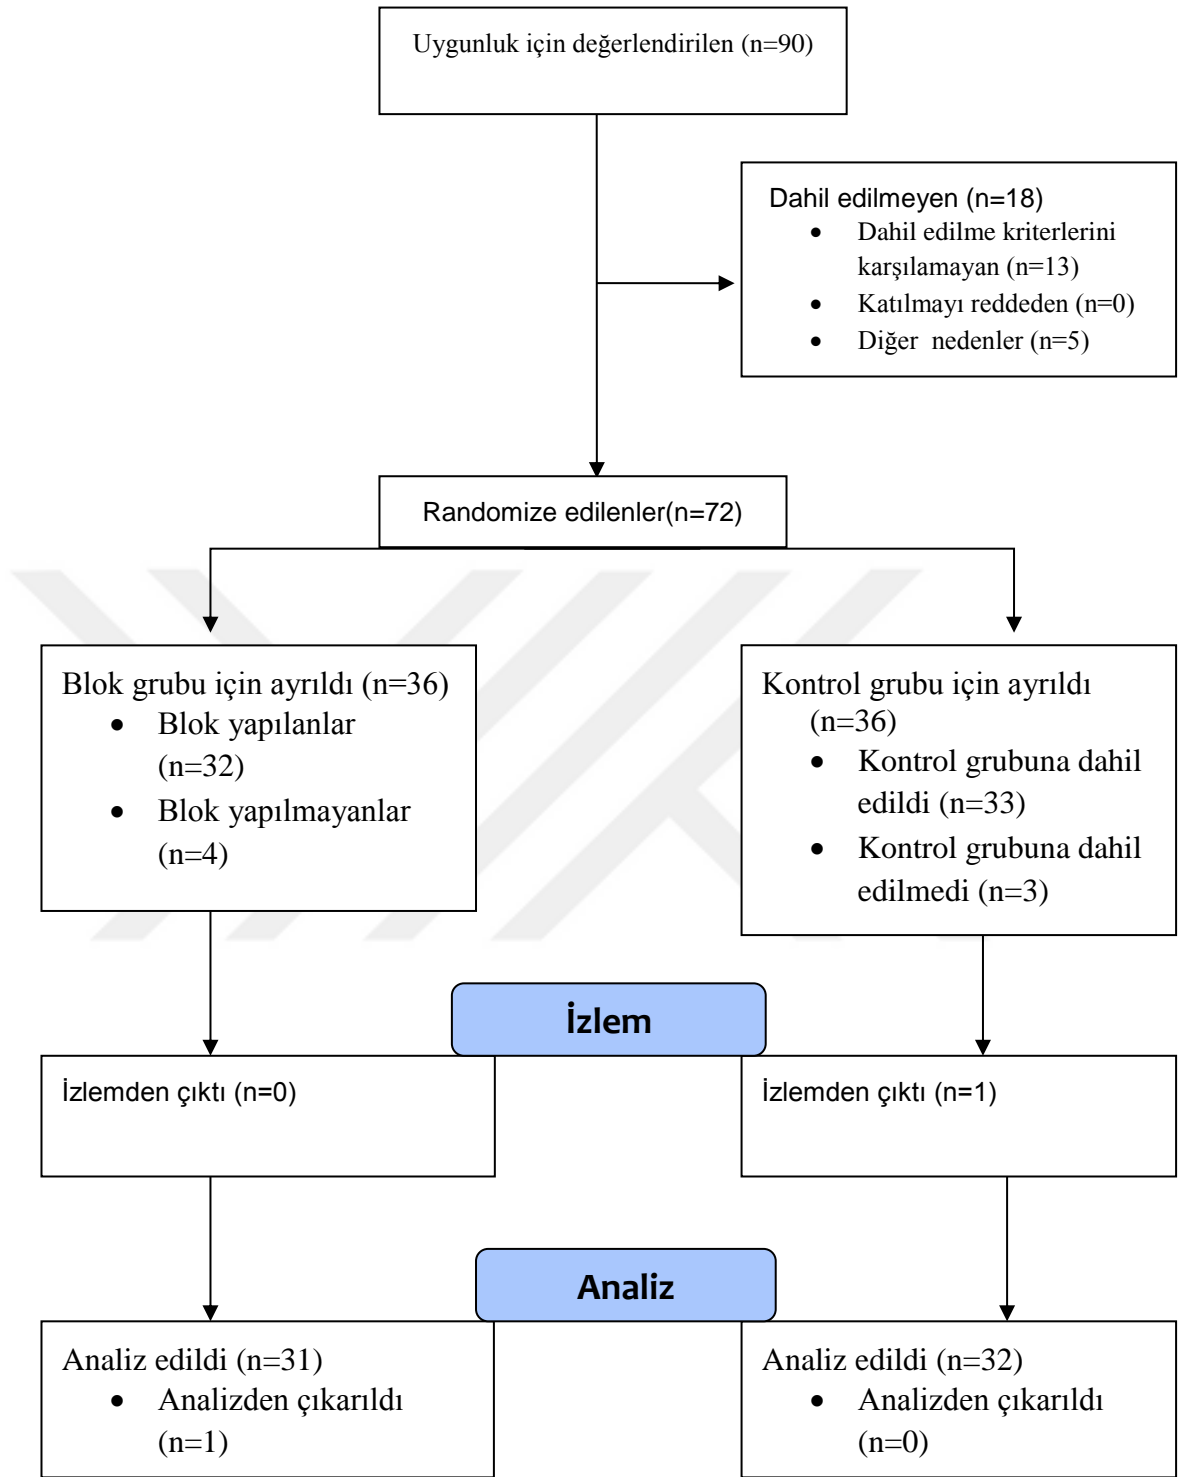 Uygunluk için değerlendirilen (n=90)
Dahil edilmeyen (n=18)
• Dahil edilme kriterlerini
karşılamayan (n=13)
• Katılmayı reddeden (n=0)
• Diğer nedenler (n=5)
Randomize edilenler(n=72)
Blok grubu için ayrıldı (n=36)
• Blok yapılanlar
(n=32)
• Blok yapılmayanlar
(n=4)
Kontrol grubu için ayrıldı
(n=36)
• Kontrol grubuna dahil
edildi (n=33)
• Kontrol grubuna dahil
edilmedi (n=3)
İzlem
İzlemden çıktı (n=0)
İzlemden çıktı (n=1)
Analiz
Analiz edildi (n=31)
• Analizden çıkarıldı
(n=1)
Analiz edildi (n=32)
• Analizden çıkarıldı
(n=0)